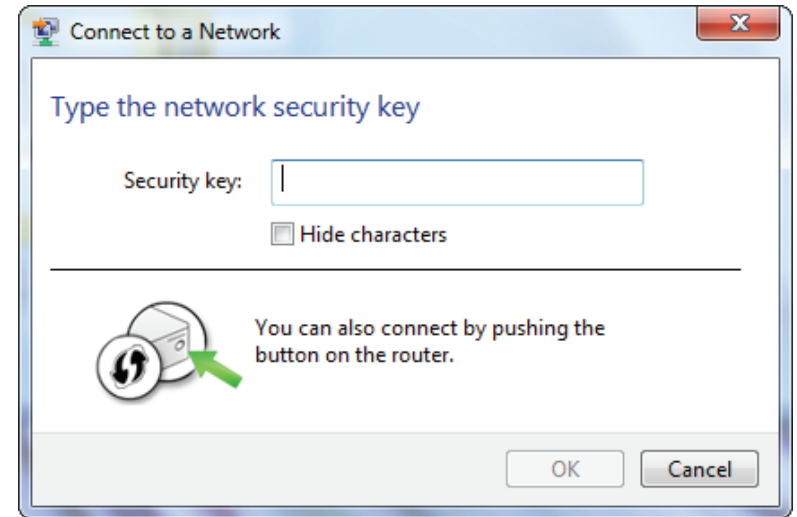 Connect to a Network
Type the network security key
Security key:
Hide characters
You can also connect by pushing the
button on the router.
OK Cancel